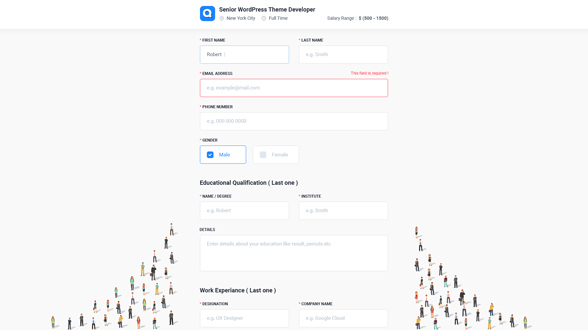 Senior WordPress Theme Developer
New York City Full Time Salary Range : $ (500 - 1500)
* FIRST NAME * LAST NAME
Robert e.g. Smith
* EMAIL ADDRESS This field is required !
e.g. example@mail.com
* PHONE NUMBER
e.g. 000 000 0000
* GENDER
Male Female
Educational Qualification ( Last one )
* NAME / DEGREE * INSTITUTE
e.g. Robert e.g. Smith
DETAILS
Enter details about your education like result, periods etc
Work Experiance ( Last one )
* DESIGNATION * COMPANY NAME
e.g. UX Designer e.g. Google Cloud